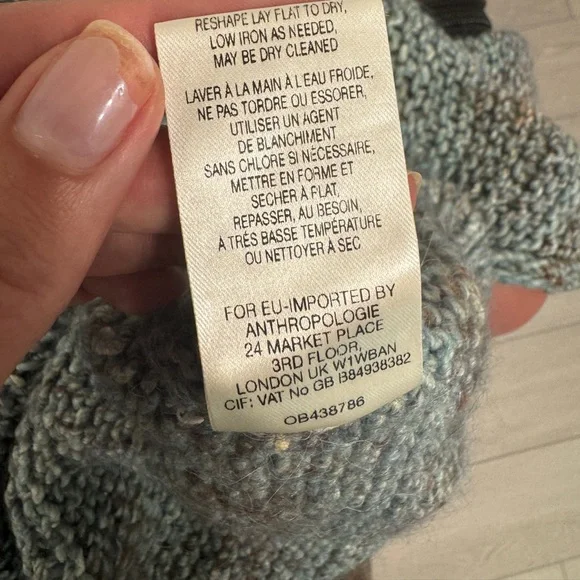 RESHAPE LAY FLAT TO DRY,
LOW IRON AS NEEDED,
MAY BE DRY CLEANED
LAVER À LA MAIN À L'EAU FROIDE,
NE PAS TORDRE OU ESSORER,
UTILISER UN AGENT
DE BLANCHIMENT
SANS CHLORE SI NÉCESSAIRE,
METTRE EN FORME ET
SECHER À PLAT,
REPASSER, AU BESOIN,
À TRÈS BASSE TEMPÉRATURE
OU NETTOYER À SEC
FOR EU-IMPORTED BY
ANTHROPOLOGIE
24 MARKET PLACE
3RD FLOOR,
LONDON UK W1WBAN
CIF: VAT No GB B84938382
OB438786